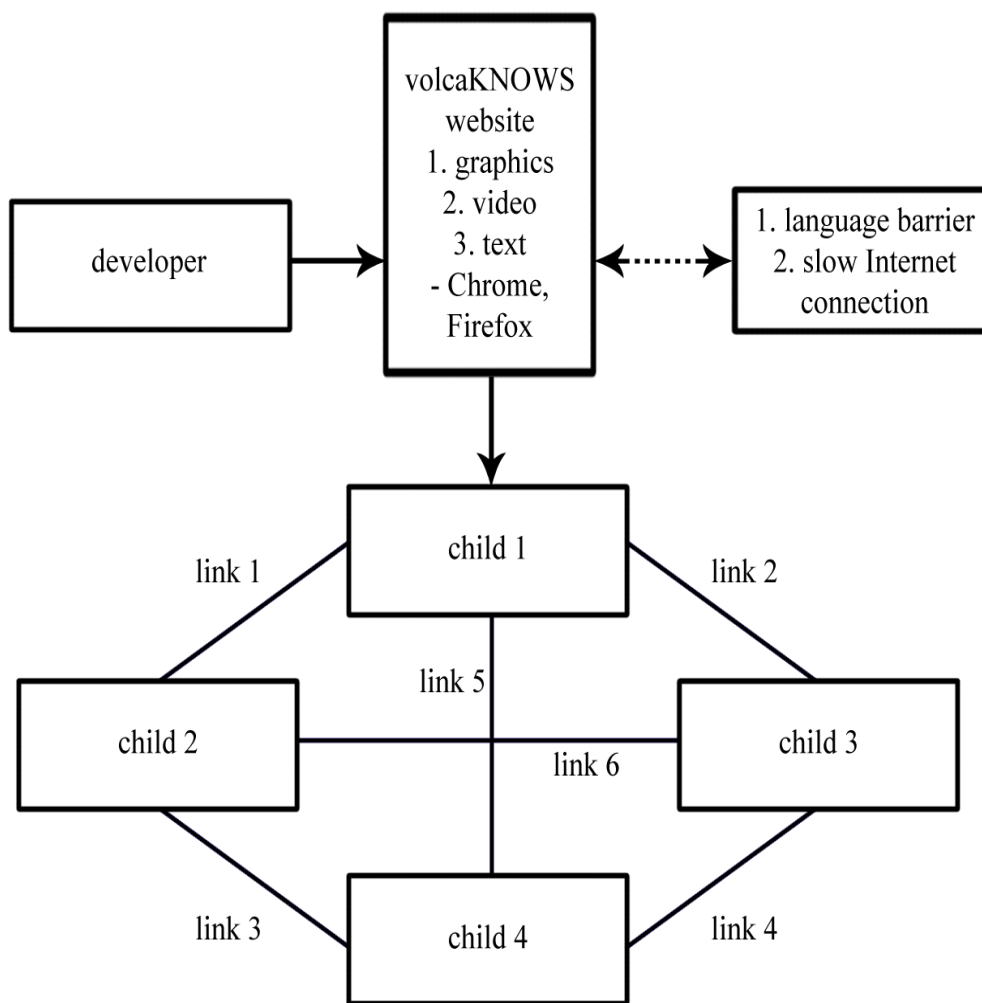 volcaKNOWS
website
1. graphics
2. video
3. text
- Chrome,
Firefox
developer
1. language barrier
2. slow Internet
connection
child 1
link 1
link 2
link 5
child 2
child 3
link 6
link 3
link 4
child 4